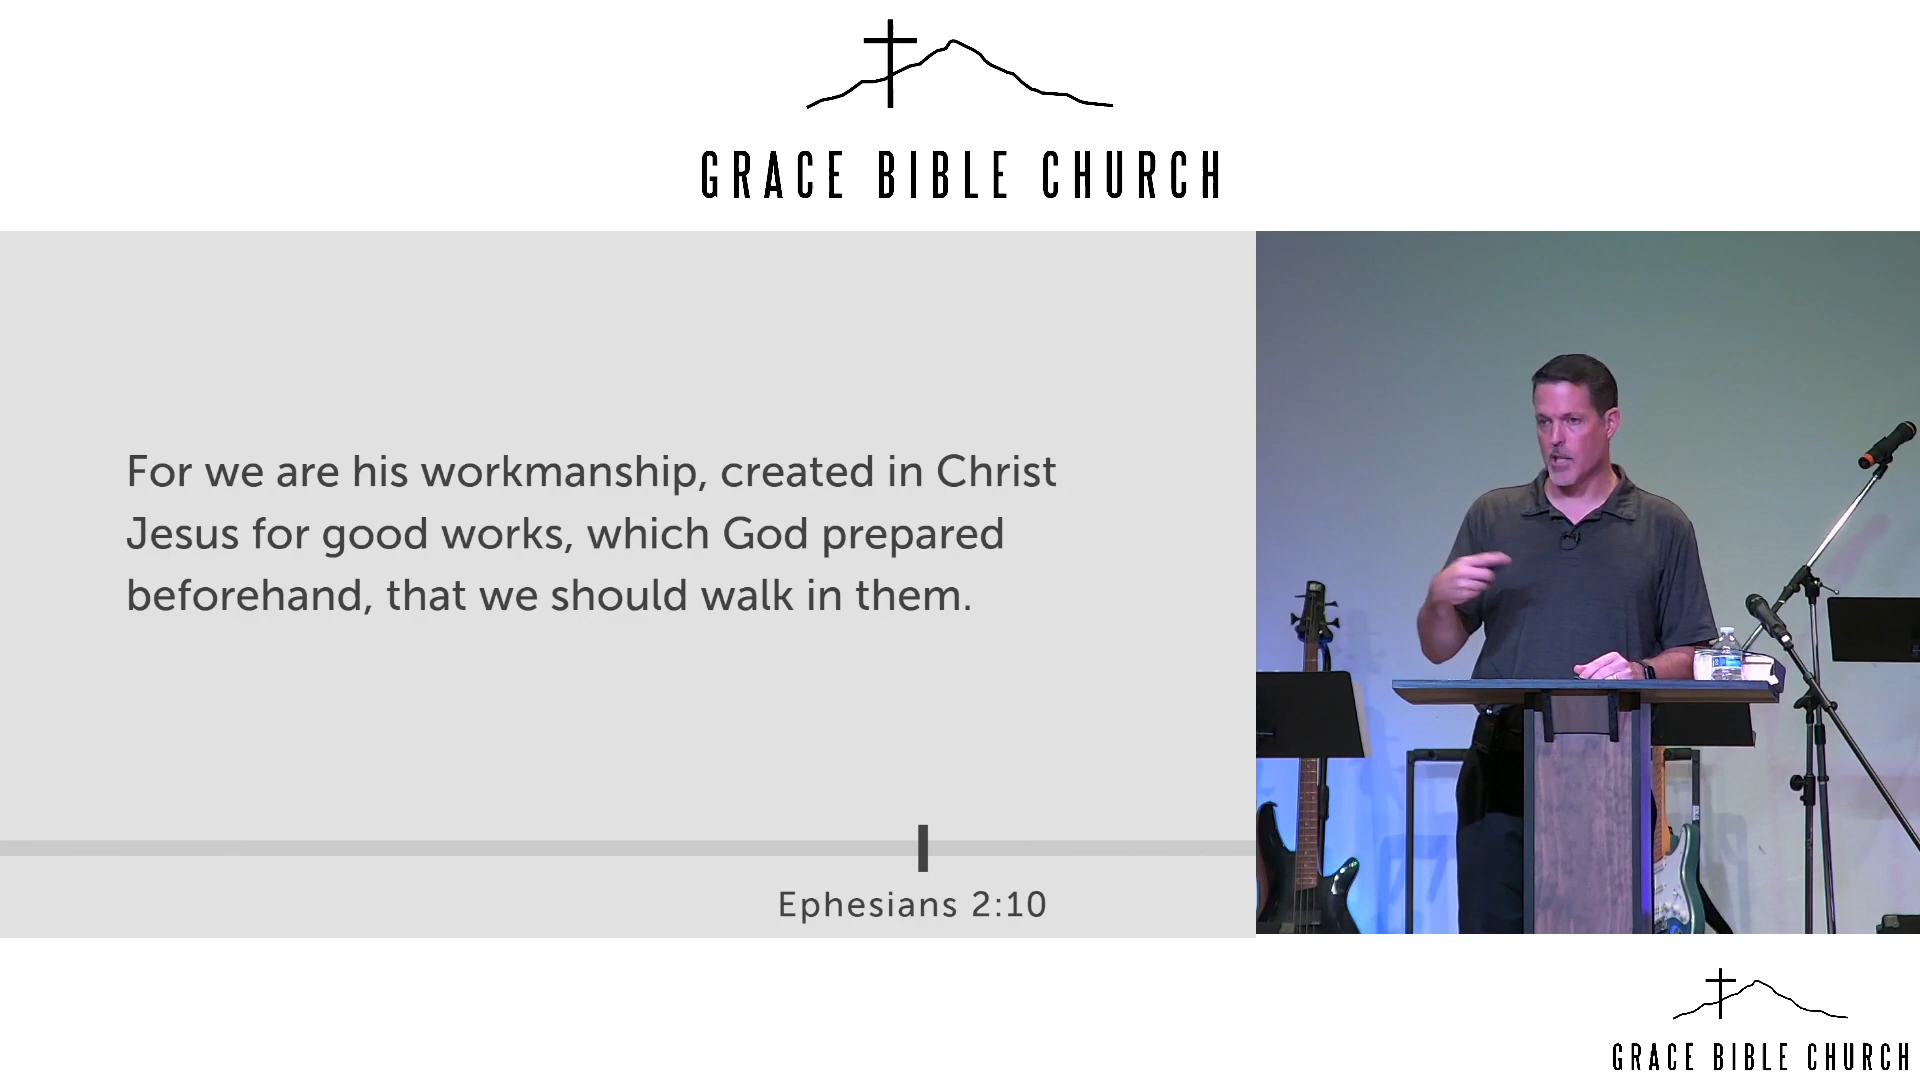 GRACE BIBLE CHURCH
For we are his workmanship, created in Christ
Jesus for good works, which God prepared
beforehand, that we should walk in them.
Ephesians 2:10
GRACE BIBLE CHURCH